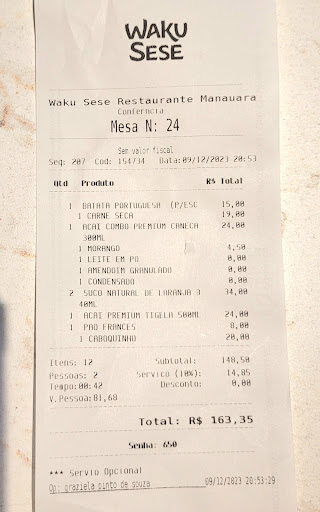 WAKU
SESE
Waku Sese Restaurante Manauara
Conferncia
Mesa N: 24
Sem valor fiscal
Seq: 207 Cod: 154734 Data:09/12/2023 20:53
Qtd Produto R$ Total
1 BATATA PORTUGUESA (P/ESC 15,00
1 CARNE SECA 19,00
1 ACAI COMBO PREMIUM CANECA 24,00
300ML
1 MORANGO 4,50
1 LEITE EM PO 0,00
1 AMENDOIM GRANULADO 0,00
1 CONDENSADO 0,00
2 SUCO NATURAL DE LARANJA 3 34,00
40ML
1 ACAI PREMIUM TIGELA 500ML 24,00
1 PAO FRANCES 8,00
1 CABOQUINHO 20,00
Itens: 12 Subtotal: 148,50
Pessoas: 2 Servico (10%): 14,85
Tempo:00:42 Desconto: 0,00
V.Pessoa:81,68
Total: R$ 163,35
Senha: 650
*** Servio Opcional
Op: graziela pinto de souza 09/12/2023 20:53:29